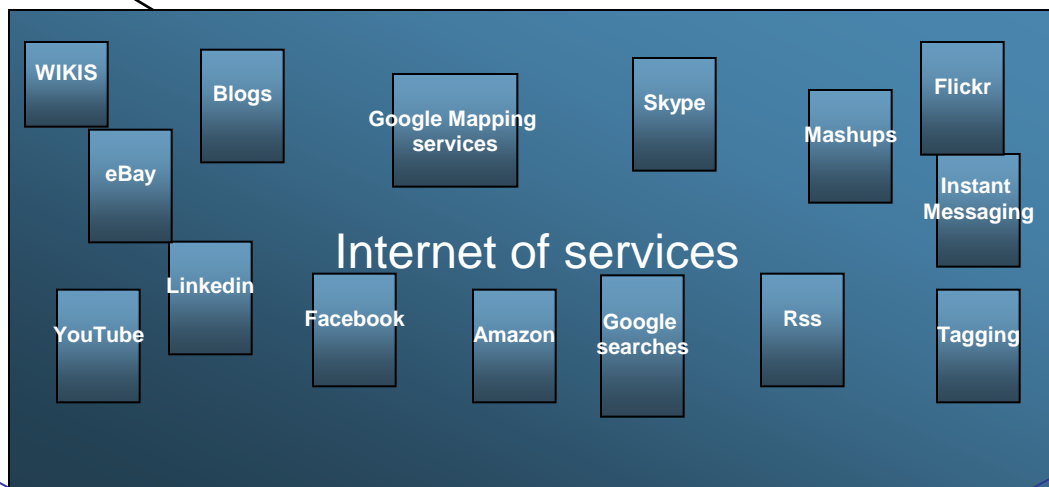 WIKIS
Blogs
Google Mapping
services
Skype
Mashups
Flickr
eBay
Instant
Messaging
Internet of services
Linkedin
YouTube
Facebook
Amazon
Google
searches
Rss
Tagging